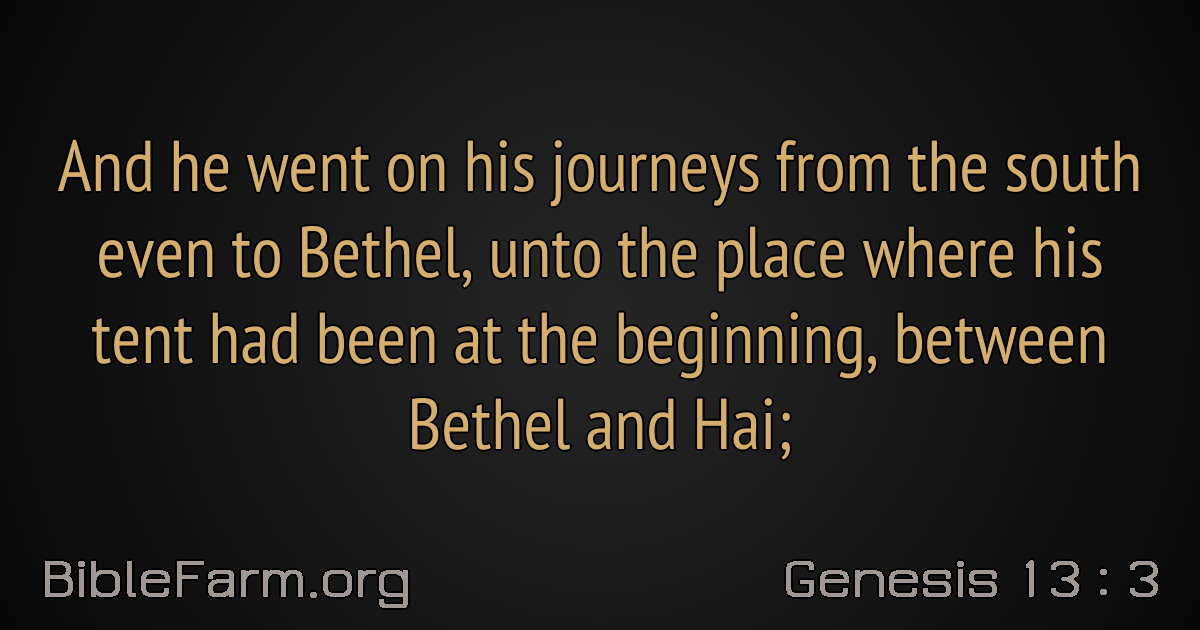 And he went on his journeys from the south
even to Bethel, unto the place where his
tent had been at the beginning, between
Bethel and Hai;
BibleFarm.org
Genesis 13 : 3